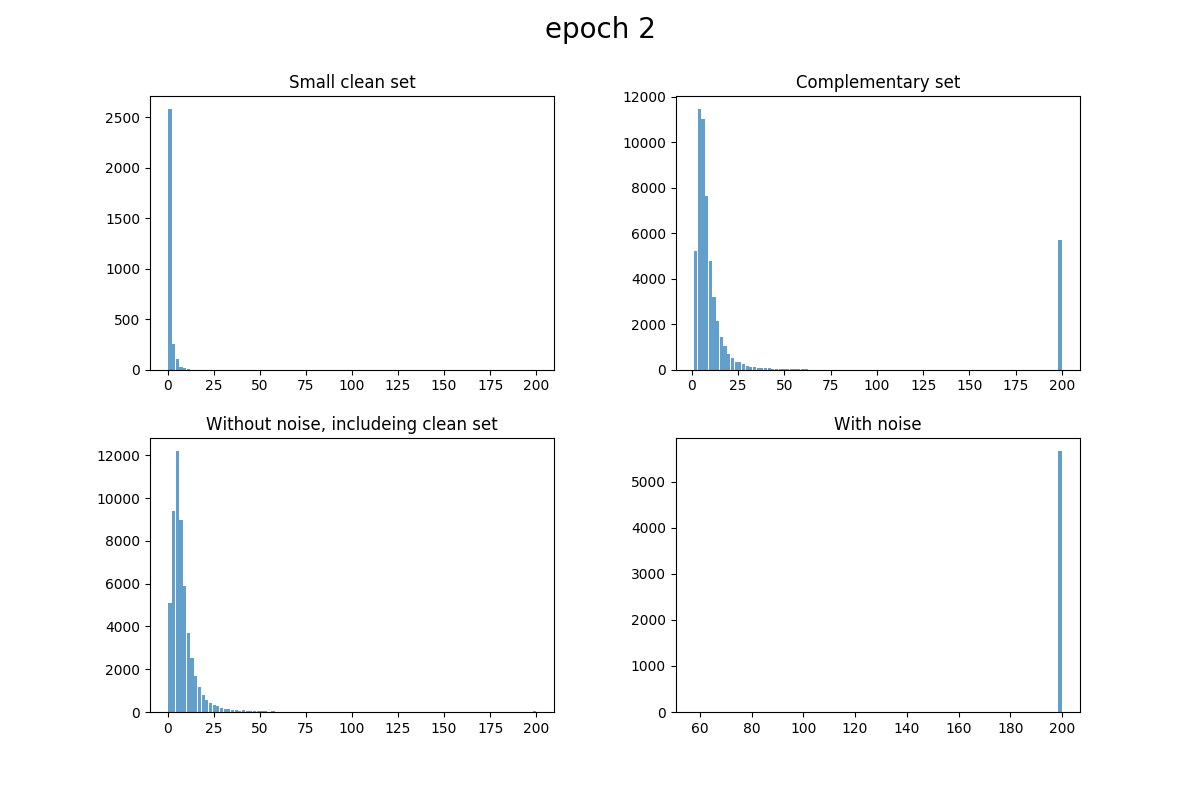 epoch 2
Small clean set
2500
2000
1500
1000
500
0
0 25 50 75 100 125 150 175 200
Complementary set
12000
10000
8000
6000
4000
2000
0
0 25 50 75 100 125 150 175 200
Without noise, includeing clean set
12000
10000
8000
6000
4000
2000
0
0 25 50 75 100 125 150 175 200
With noise
5000
4000
3000
2000
1000
0
60 80 100 120 140 160 180 200